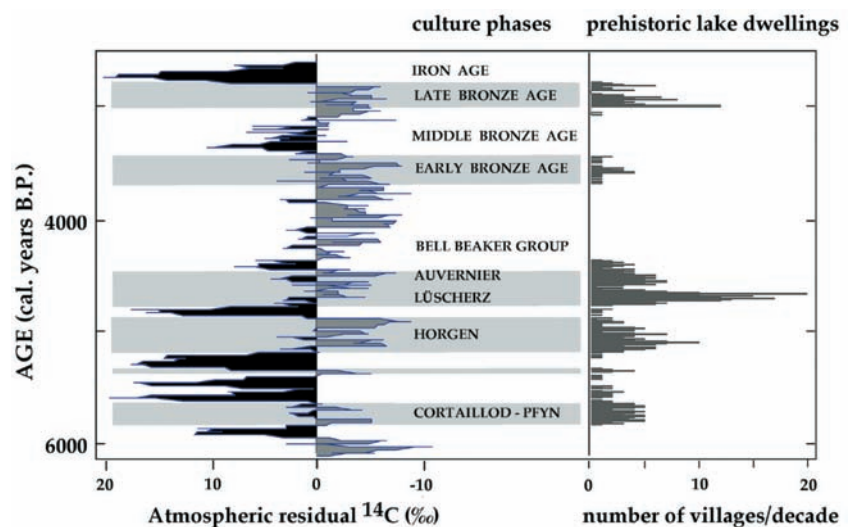 culture phases prehistoric lake dwellings
IRON AGE
LATE BRONZE AGE
MIDDLE BRONZE AGE
EARLY BRONZE AGE
4000
BELL BEAKER GROUP
AUVERNIER
LÜSCHERZ
HORGEN
CORTAILLOD - PFYN
6000
AGE (cal. years B.P.)
20 10 0 -10 0 10 20
Atmospheric residual ¹⁴C (‰) number of villages/decade